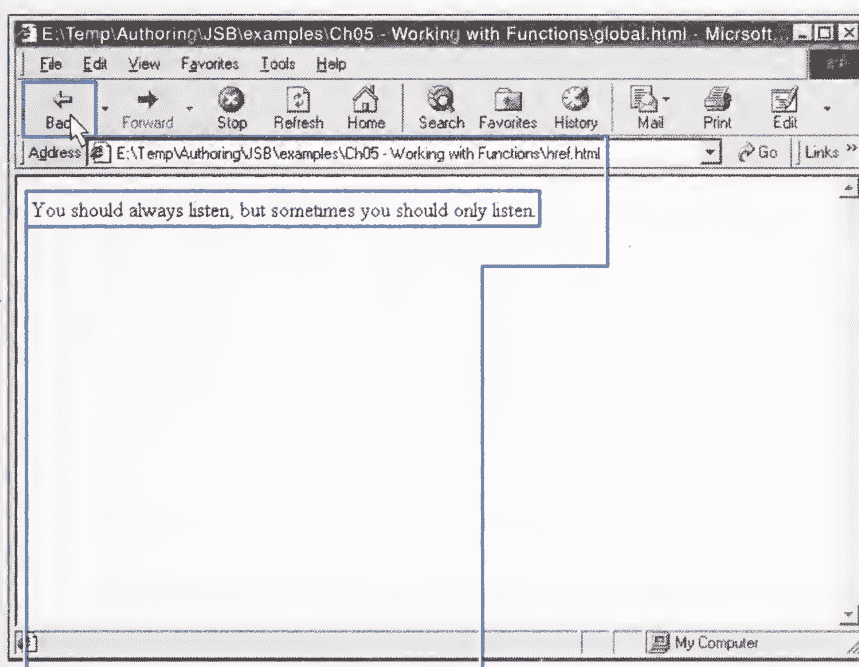 E:\Temp\Authoring\JSB\examples\Ch05 - Working with Functions\global.html - Micrsoft...
File Edit View Favorites Tools Help
Back Forward Stop Refresh Home Search Favorites History Mail Print Edit
Address E:\Temp\Authoring\JSB\examples\Ch05 - Working with Functions\href.html Go Links »
You should always listen, but sometimes you should only listen.
My Computer